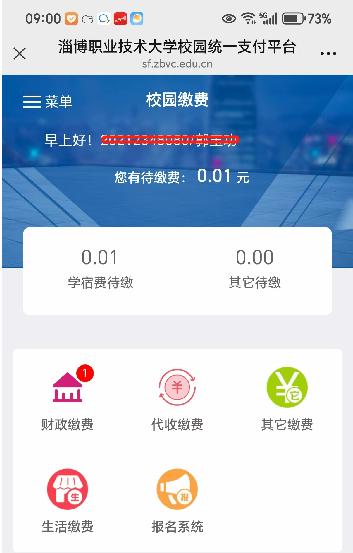 09:00
73%
淄博职业技术大学校园统一支付平台
sf.zbvc.edu.cn
菜单
校园缴费
早上好！
您有待缴费： 0.01 元
0.01 0.00
学宿费待缴 其它待缴
1
财政缴费 代收缴费 其它缴费
生活缴费 报名系统